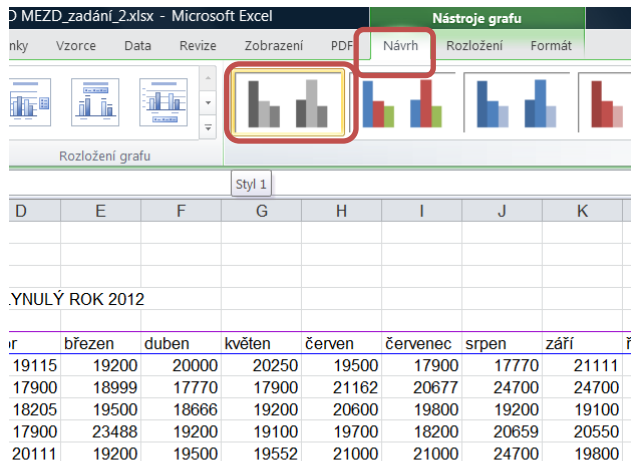 D MEZD_zadání_2.xlsx - Microsoft Excel Nástroje grafu
nky Vzorce Data Revize Zobrazení PDF Návrh Rozložení Formát
Rozložení grafu
Styl 1
D E F G H I J K
YNULÝ ROK 2012
or březen duben květen červen červenec srpen září ř
19115 19200 20000 20250 19500 17900 17770 21111
17900 18999 17770 17900 21162 20677 24700 24700
18205 19500 18666 19200 20600 19800 19200 19100
17900 23488 19200 19100 19700 18200 20659 20550
20111 19200 19500 19552 21000 21000 24700 19800